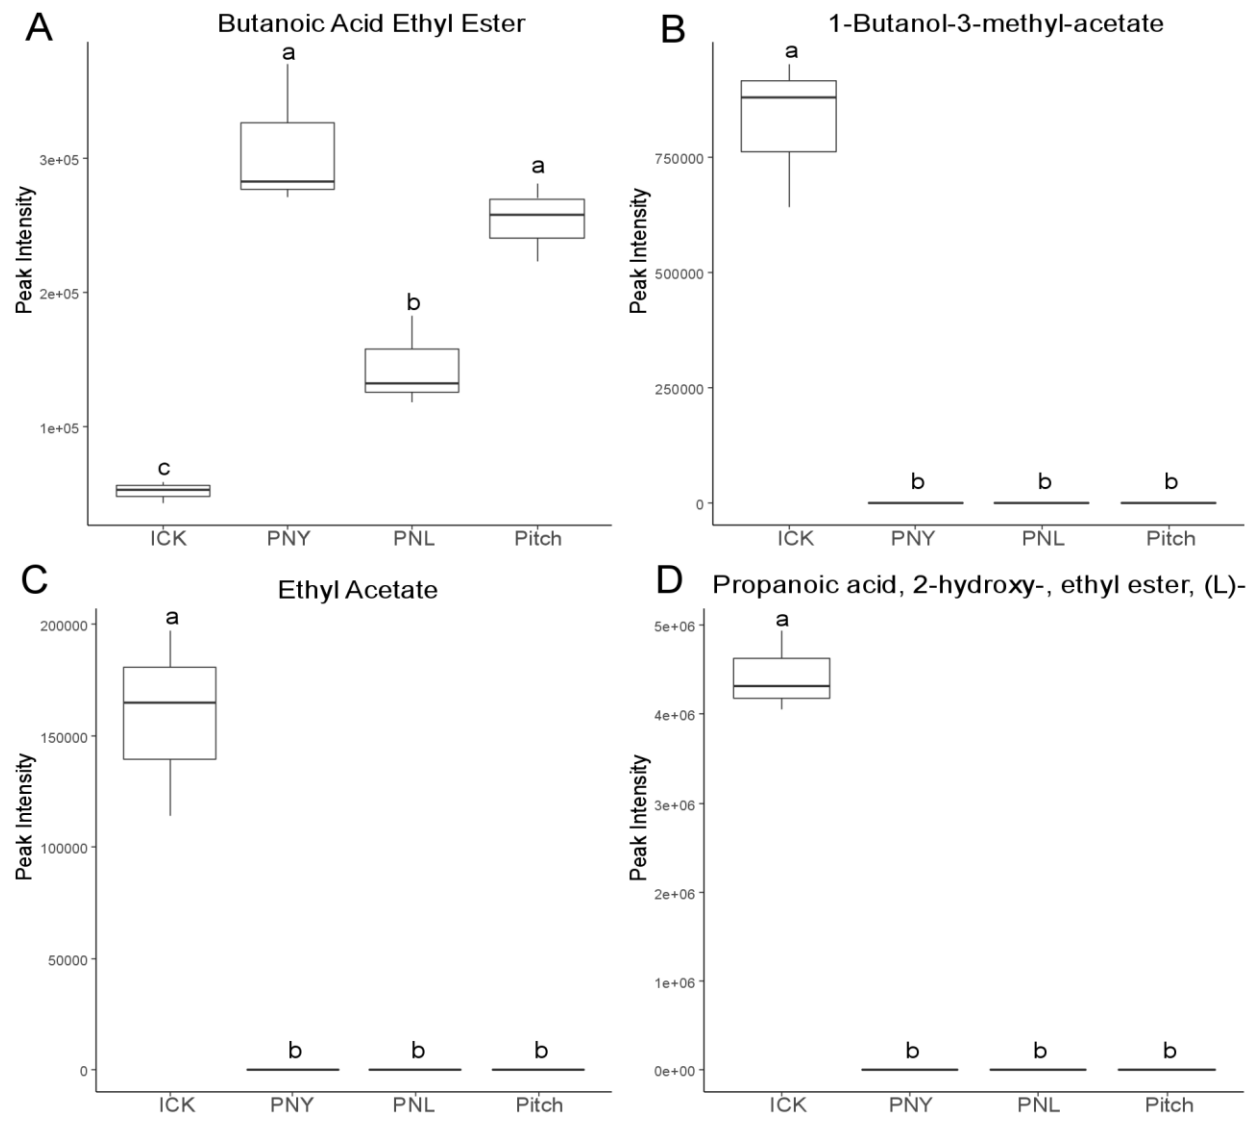 A
Butanoic Acid Ethyl Ester
Peak Intensity
3e+05
2e+05
1e+05
a
a
b
c
ICK PNY PNL Pitch
B
1-Butanol-3-methyl-acetate
Peak Intensity
750000
500000
250000
0
a
b b b
ICK PNY PNL Pitch
C
Ethyl Acetate
Peak Intensity
200000
150000
100000
50000
0
a
b b b
ICK PNY PNL Pitch
D
Propanoic acid, 2-hydroxy-, ethyl ester, (L)-
Peak Intensity
5e+06
4e+06
3e+06
2e+06
1e+06
0e+00
a
b b b
ICK PNY PNL Pitch